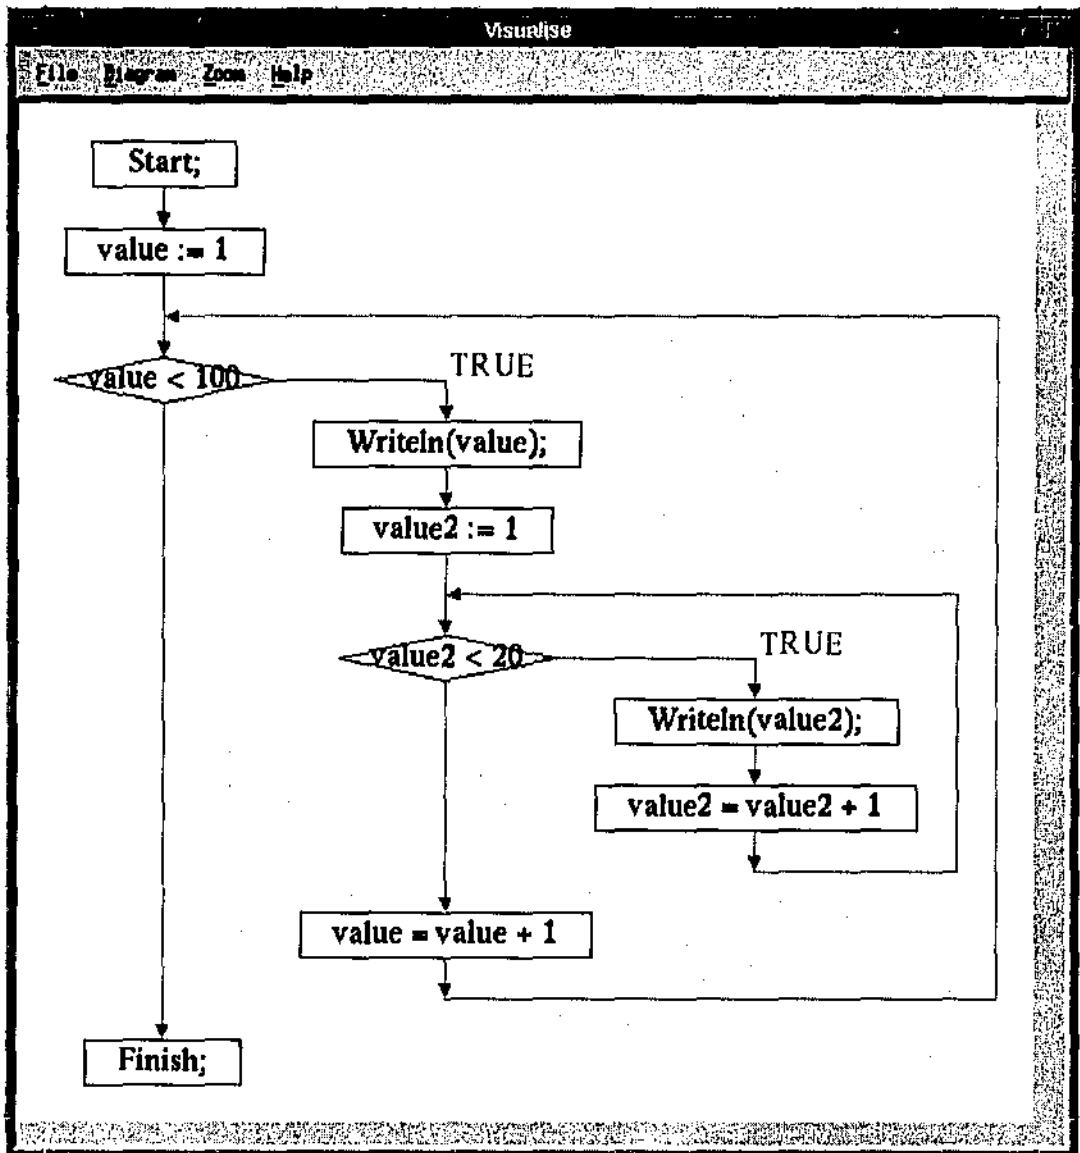 Visualise
File Diagram Zoom Help
Start;
value := 1
value < 100
TRUE
Writeln(value);
value2 := 1
value2 < 20
TRUE
Writeln(value2);
value2 = value2 + 1
value = value + 1
Finish;